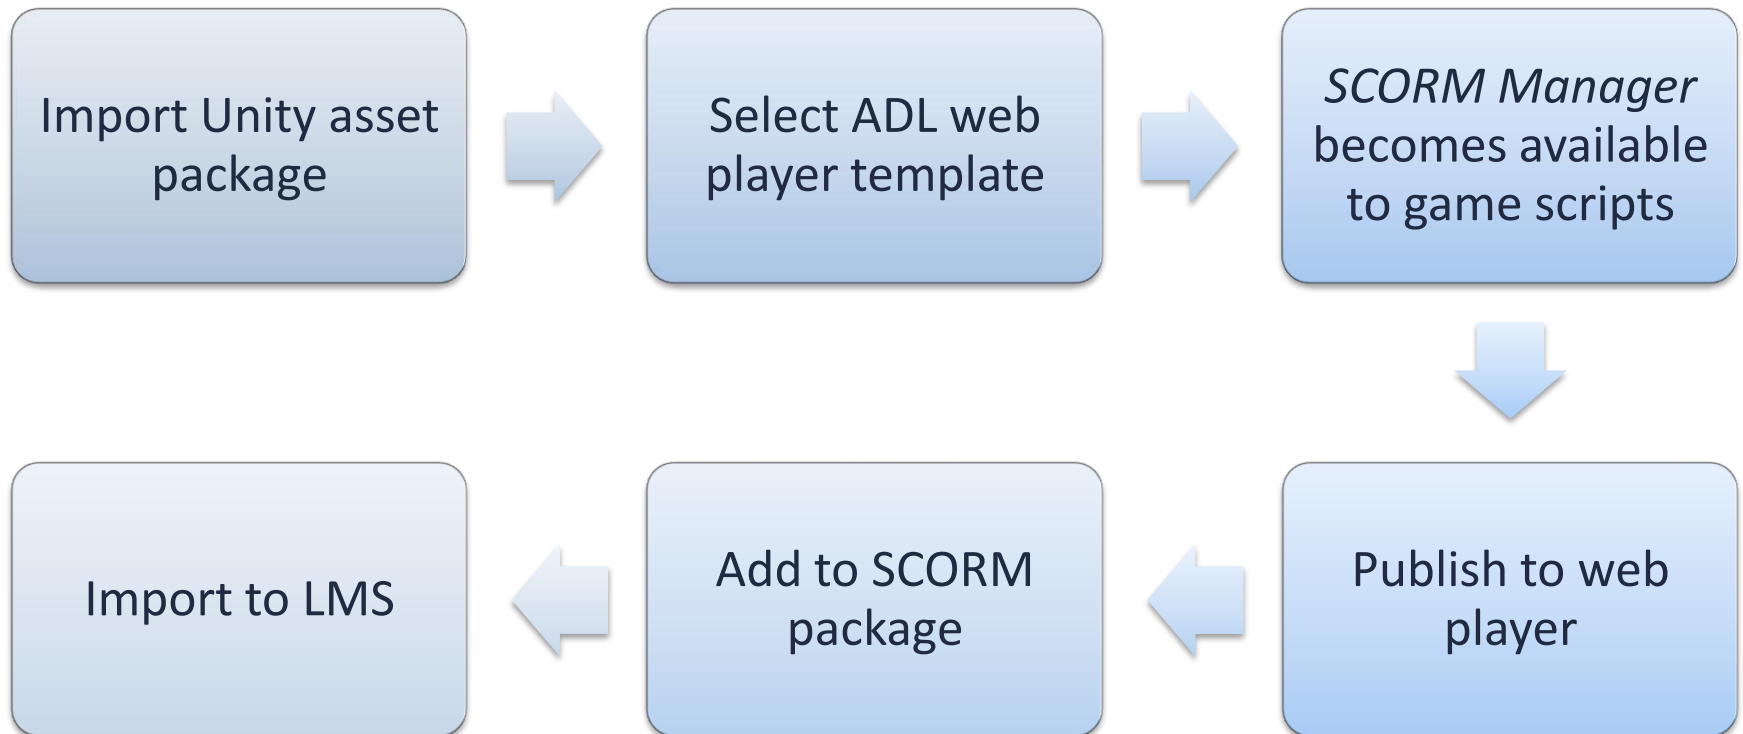 Import Unity asset
package
Select ADL web
player template
SCORM Manager
becomes available
to game scripts
Publish to web
player
Add to SCORM
package
Import to LMS